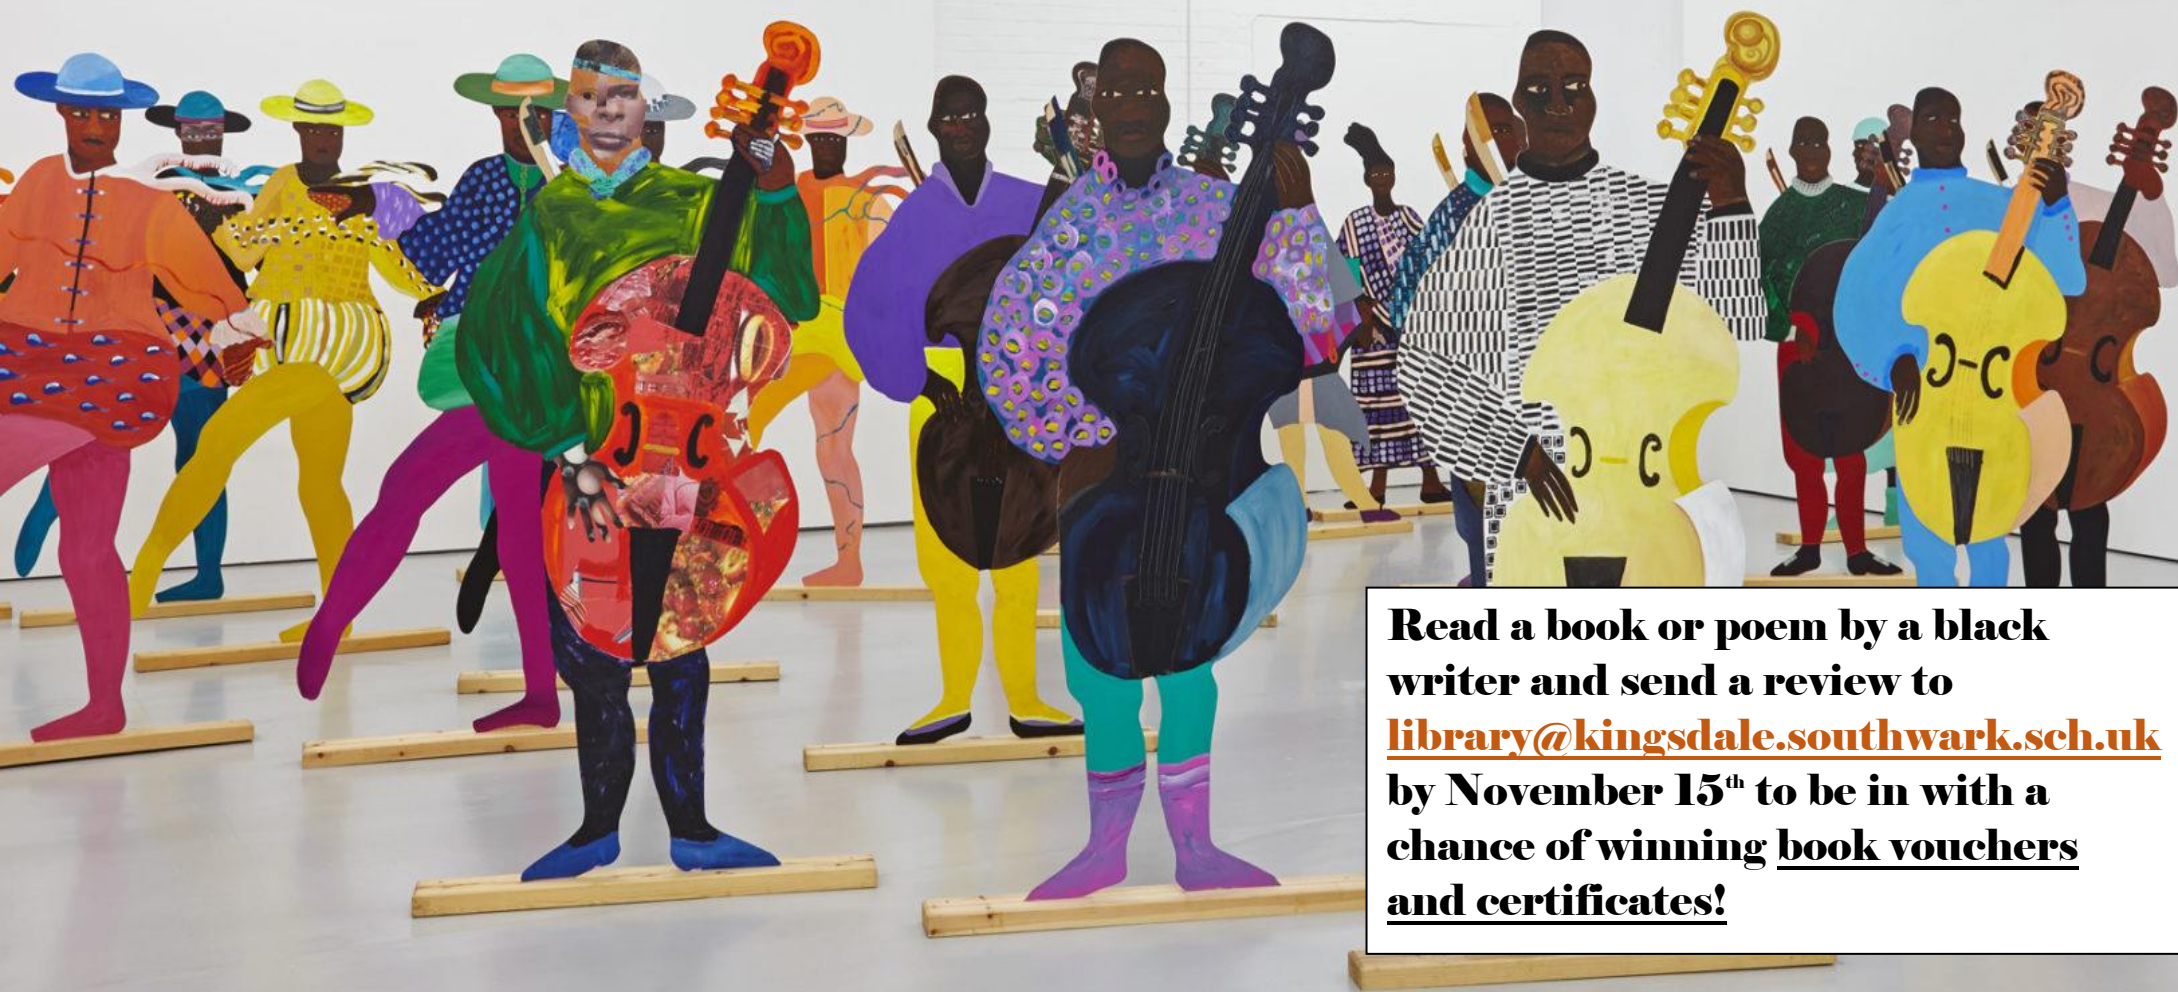 Read a book or poem by a black
writer and send a review to
library@kingsdale.southwark.sch.uk
by November 15th to be in with a
chance of winning book vouchers
and certificates!